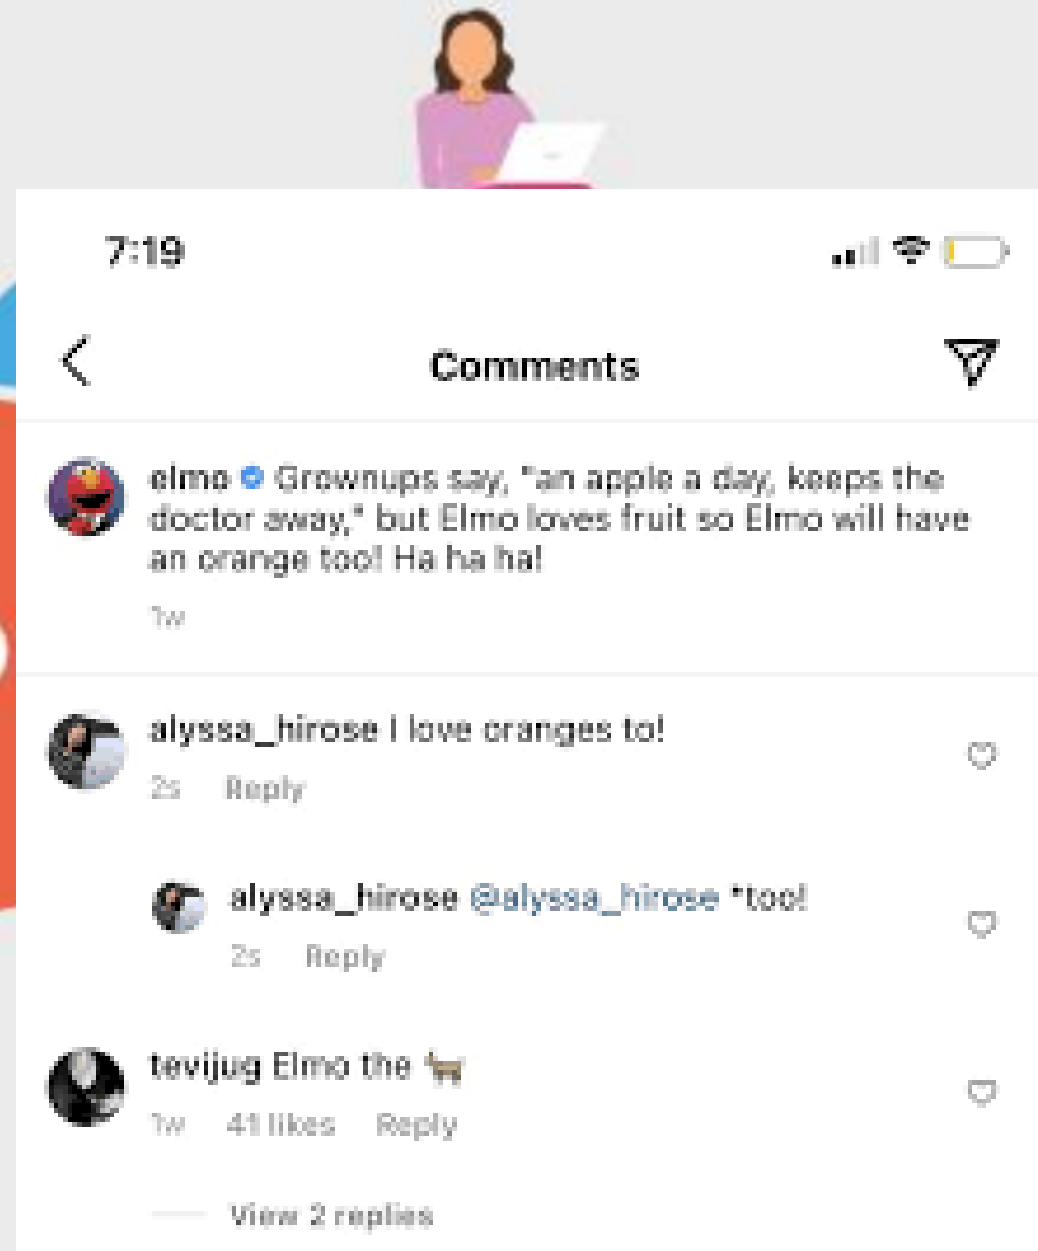 7:19
Comments
elmo Grownups say, "an apple a day, keeps the
doctor away," but Elmo loves fruit so Elmo will have
an orange too! Ha ha ha!
1w
alyssa_hirose I love oranges to!
2s Reply
alyssa_hirose @alyssa_hirose *too!
2s Reply
tevijug Elmo the 🐐
1w 41 likes Reply
View 2 replies